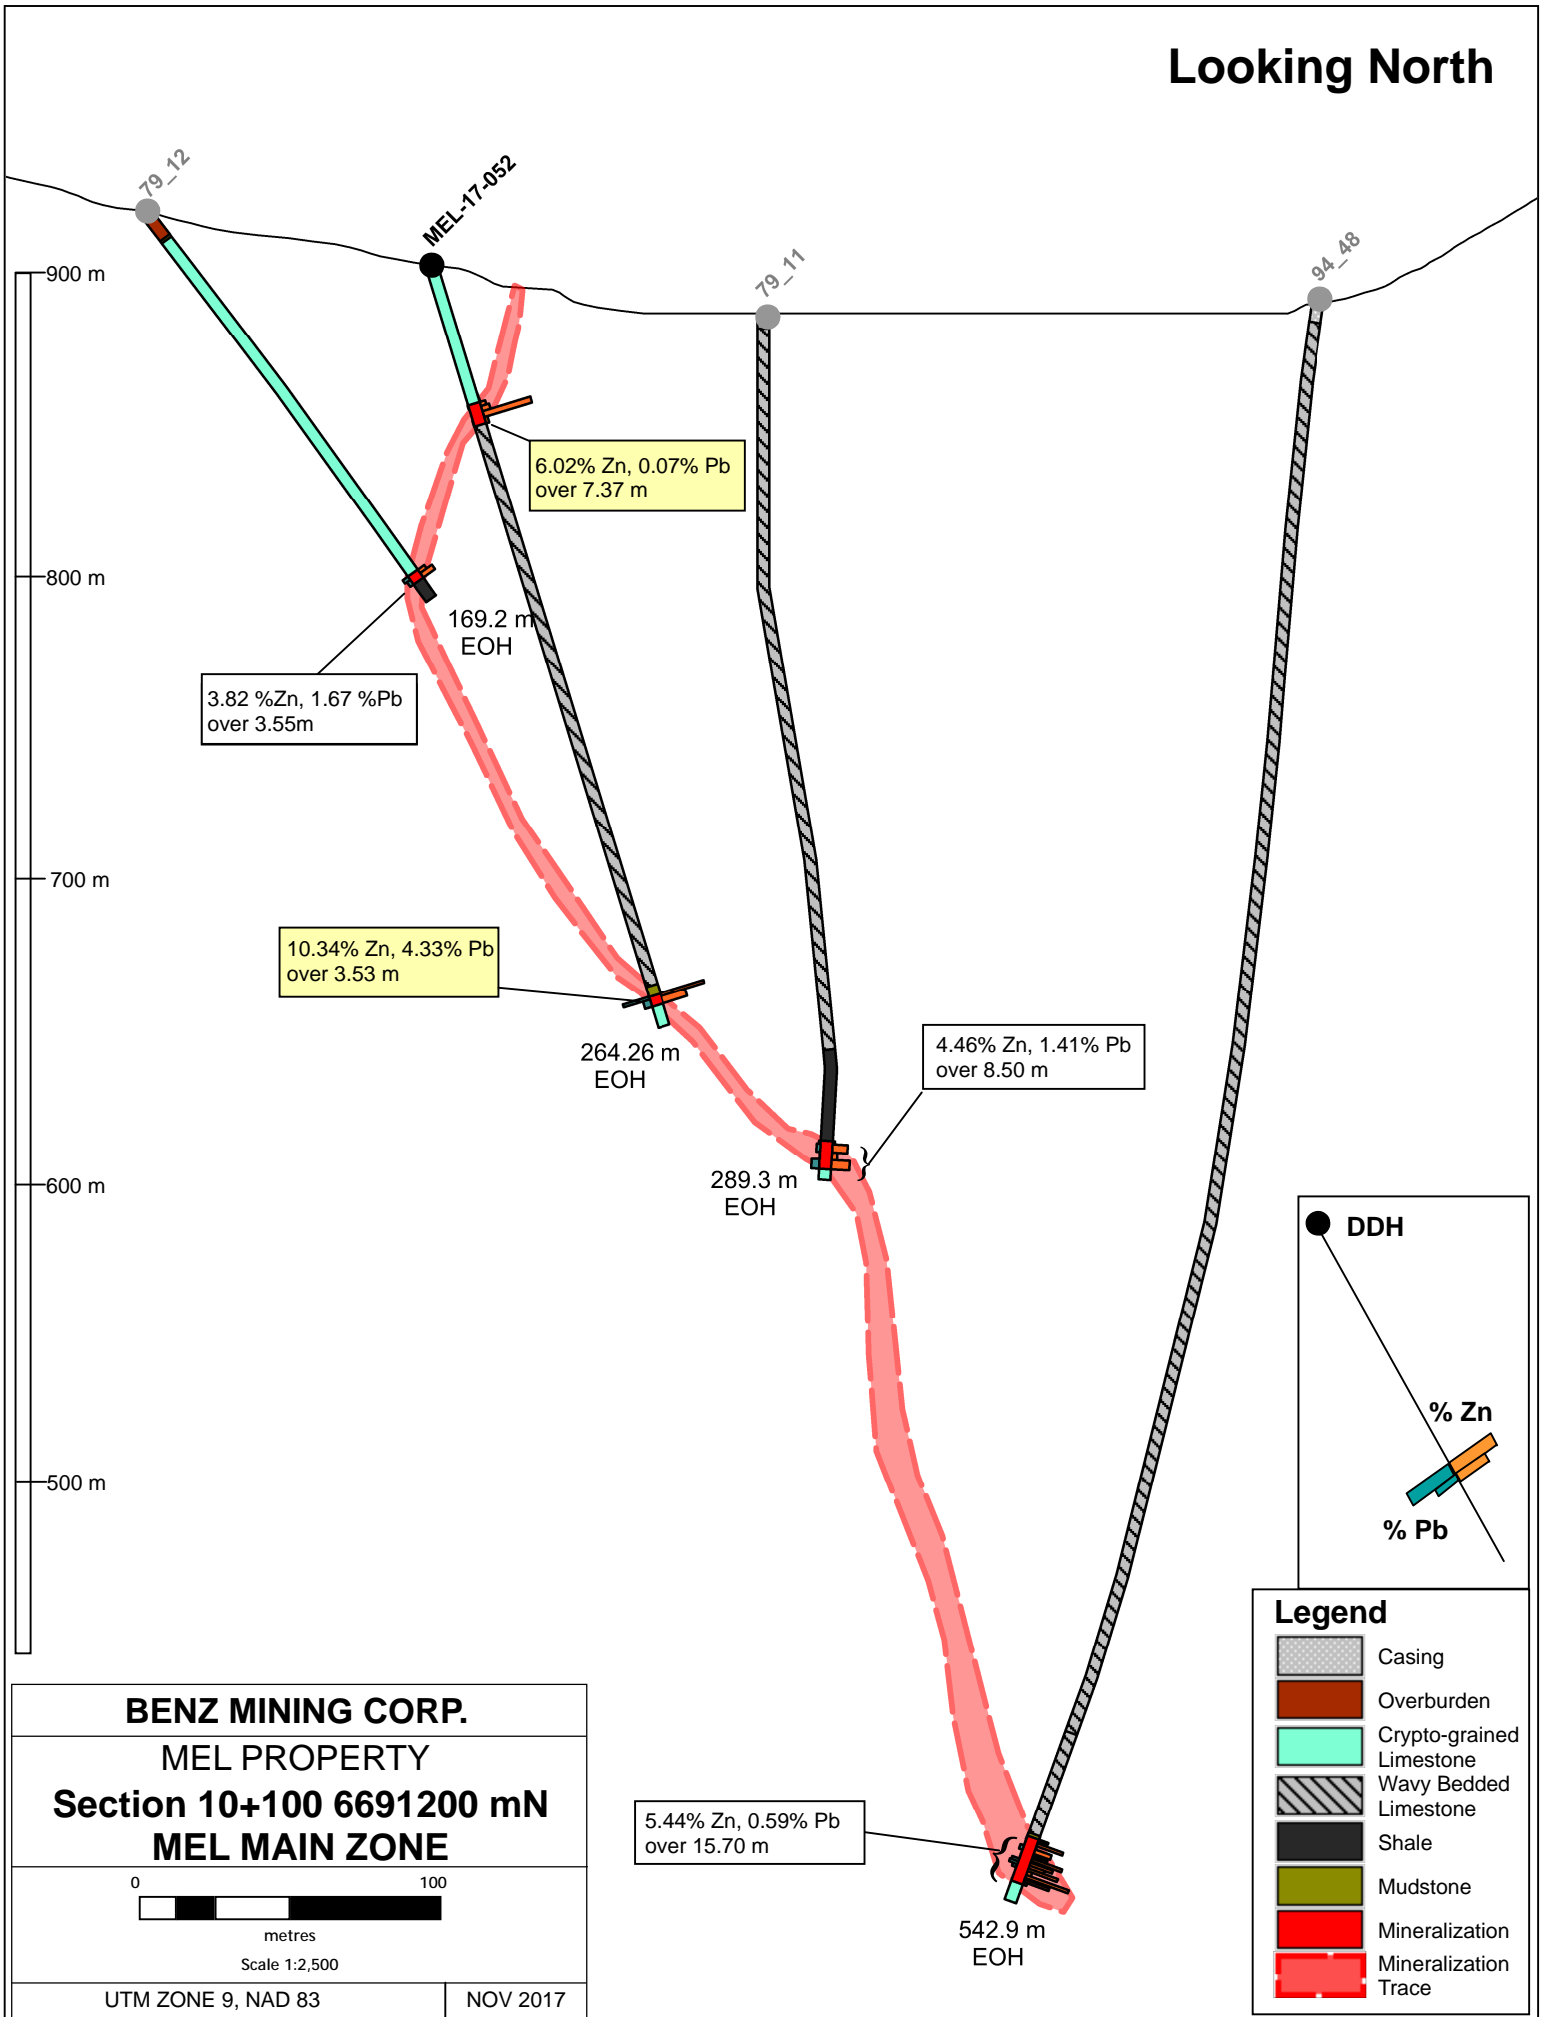 Looking North
79_12
MEL-17-052
79_11
94_48
900 m
800 m
700 m
600 m
500 m
6.02% Zn, 0.07% Pb
over 7.37 m
169.2 m
EOH
3.82 %Zn, 1.67 %Pb
over 3.55m
10.34% Zn, 4.33% Pb
over 3.53 m
264.26 m
EOH
4.46% Zn, 1.41% Pb
over 8.50 m
289.3 m
EOH
5.44% Zn, 0.59% Pb
over 15.70 m
542.9 m
EOH
DDH
% Zn
% Pb
Legend
Casing
Overburden
Crypto-grained
Limestone
Wavy Bedded
Limestone
Shale
Mudstone
Mineralization
Mineralization
Trace
BENZ MINING CORP.
MEL PROPERTY
Section 10+100 6691200 mN
MEL MAIN ZONE
0 100
metres
Scale 1:2,500
UTM ZONE 9, NAD 83 NOV 2017